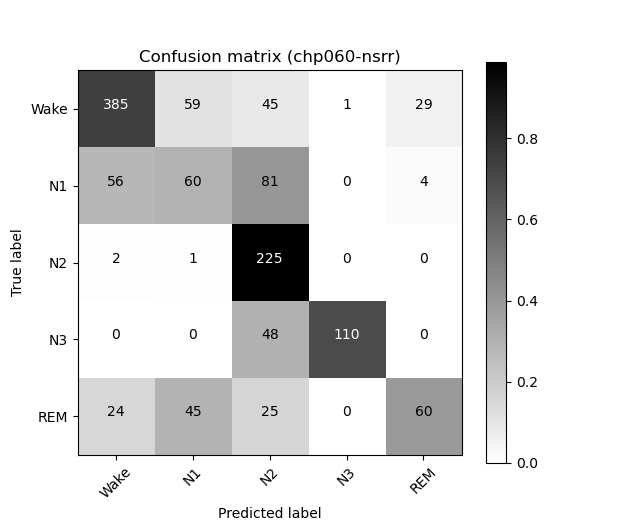 Confusion matrix (chp060-nsrr)
Wake 385 59 45 1 29
N1 56 60 81 0 4
N2 2 1 225 0 0
N3 0 0 48 110 0
REM 24 45 25 0 60
Wake N1 N2 N3 REM
True label
Predicted label
0.8
0.6
0.4
0.2
0.0